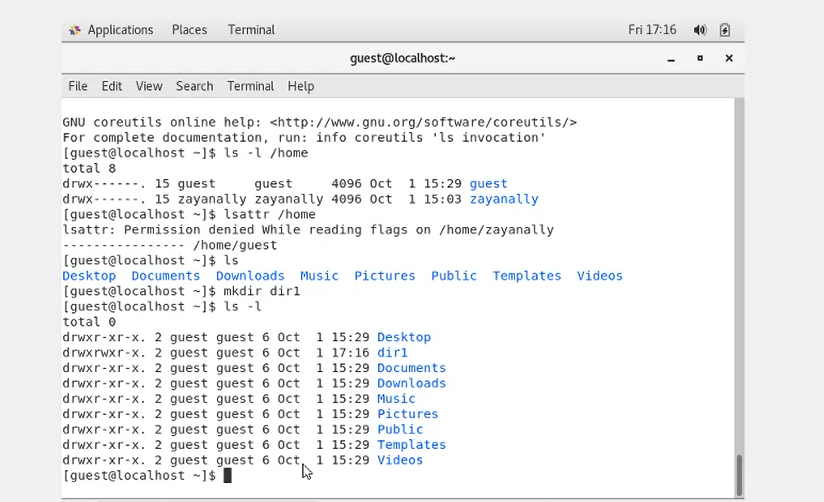 Applications Places Terminal Fri 17:16
guest@localhost:~
File Edit View Search Terminal Help
GNU coreutils online help: <http://www.gnu.org/software/coreutils/>
For complete documentation, run: info coreutils 'ls invocation'
[guest@localhost ~]$ ls -l /home
total 8
drwx------. 15 guest     guest     4096 Oct  1 15:29 guest
drwx------. 15 zayanally zayanally 4096 Oct  1 15:03 zayanally
[guest@localhost ~]$ lsattr /home
lsattr: Permission denied While reading flags on /home/zayanally
---------------- /home/guest
[guest@localhost ~]$ ls
Desktop  Documents  Downloads  Music  Pictures  Public  Templates  Videos
[guest@localhost ~]$ mkdir dir1
[guest@localhost ~]$ ls -l
total 0
drwxr-xr-x. 2 guest guest 6 Oct  1 15:29 Desktop
drwxrwxr-x. 2 guest guest 6 Oct  1 17:16 dir1
drwxr-xr-x. 2 guest guest 6 Oct  1 15:29 Documents
drwxr-xr-x. 2 guest guest 6 Oct  1 15:29 Downloads
drwxr-xr-x. 2 guest guest 6 Oct  1 15:29 Music
drwxr-xr-x. 2 guest guest 6 Oct  1 15:29 Pictures
drwxr-xr-x. 2 guest guest 6 Oct  1 15:29 Public
drwxr-xr-x. 2 guest guest 6 Oct  1 15:29 Templates
drwxr-xr-x. 2 guest guest 6 Oct  1 15:29 Videos
[guest@localhost ~]$